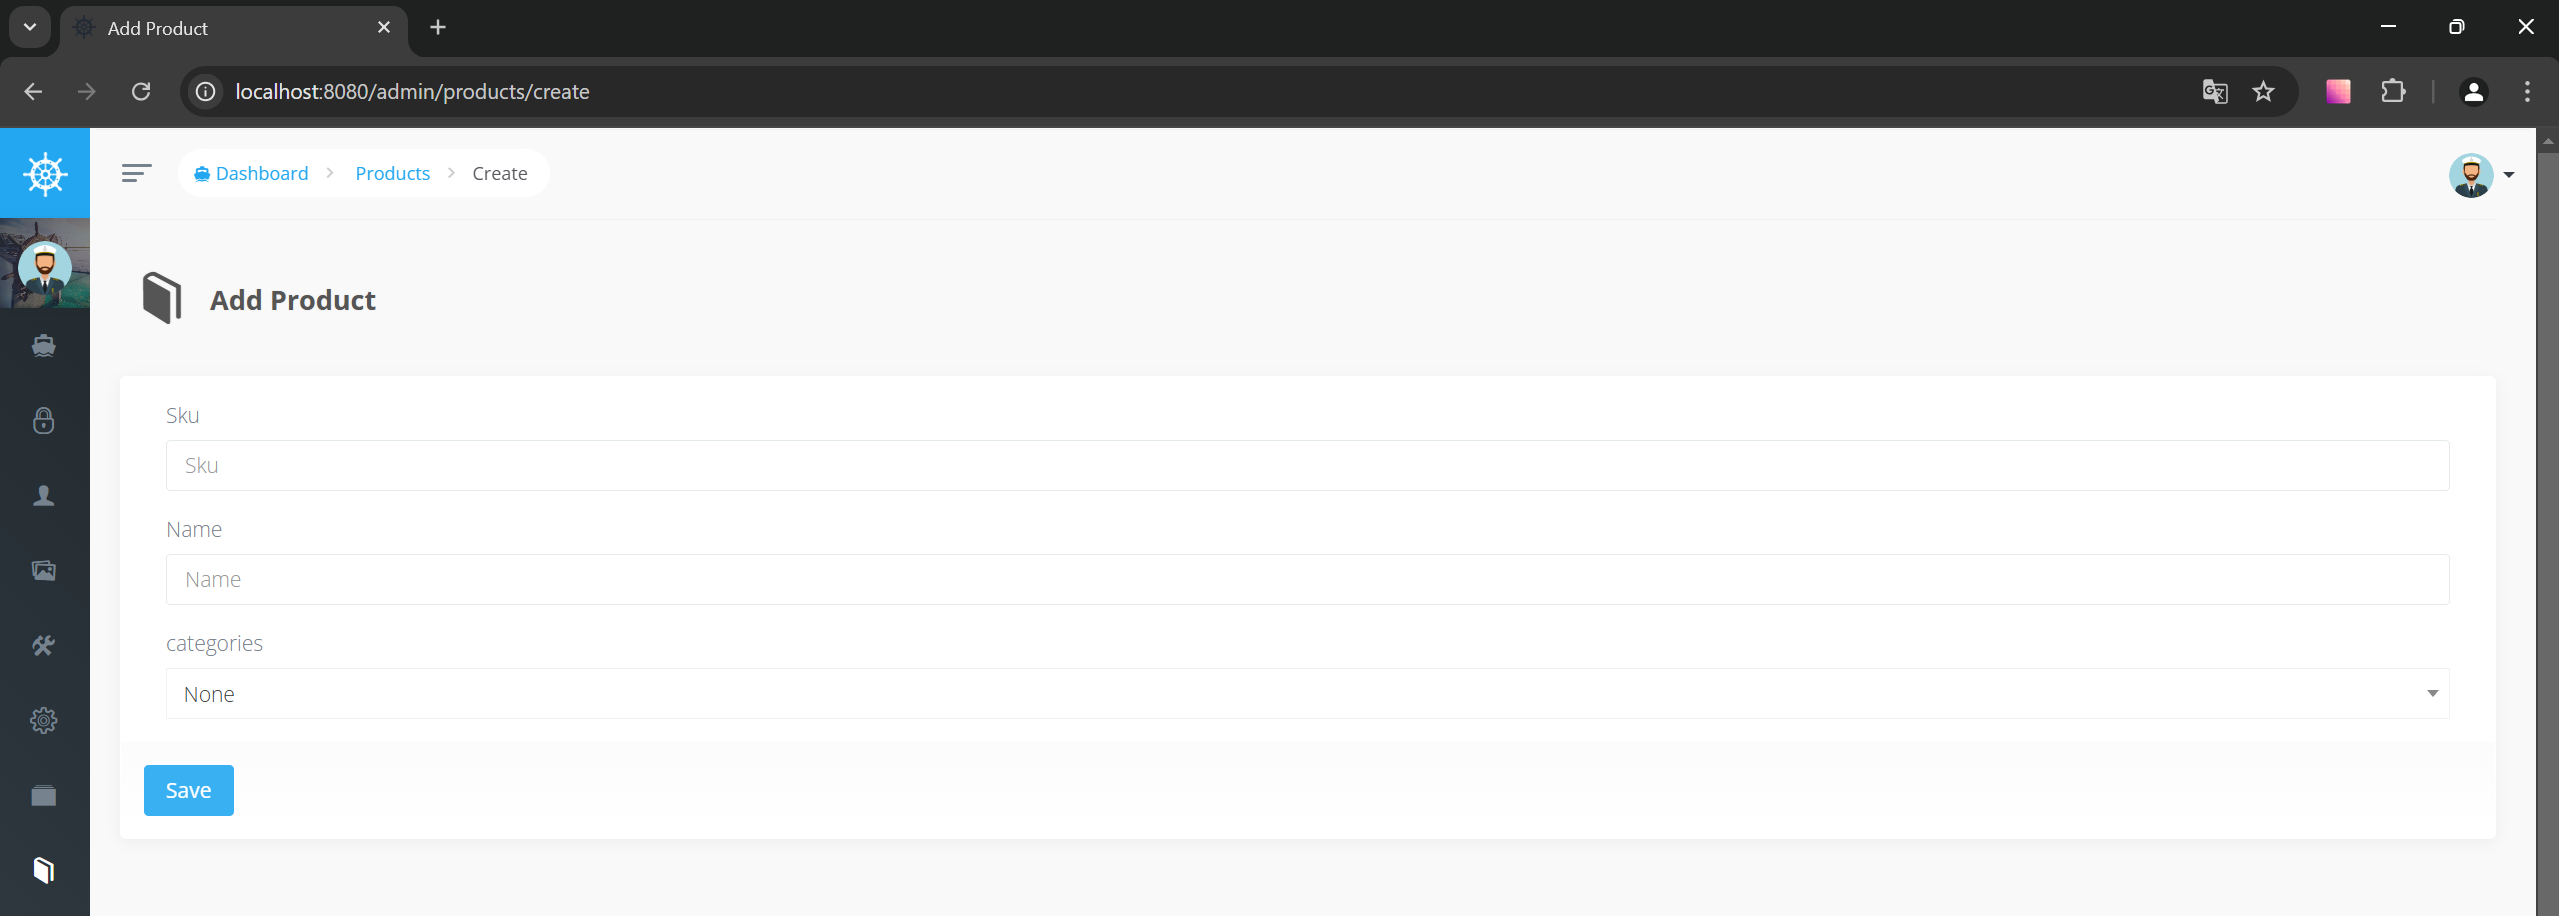 Add Product
localhost:8080/admin/products/create
Dashboard Products Create
Add Product
Sku
Sku
Name
Name
categories
None
Save